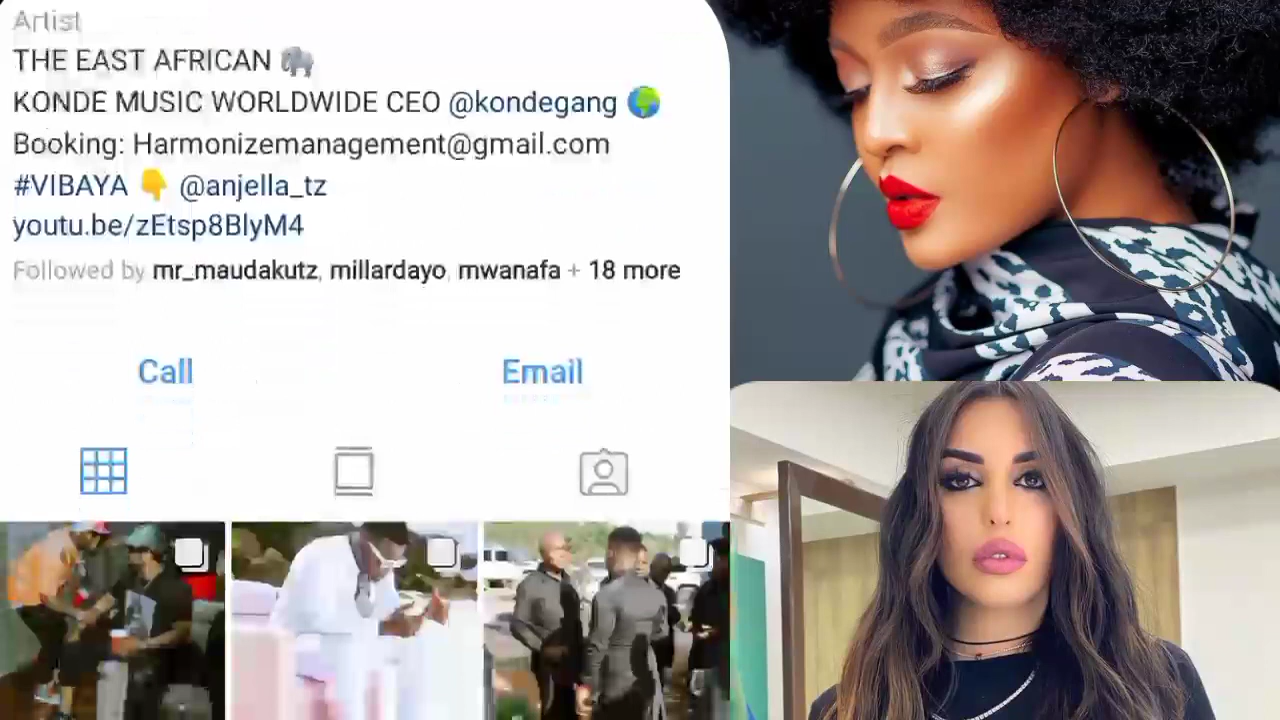 Artist
THE EAST AFRICAN 🐘
KONDE MUSIC WORLDWIDE CEO @kondegang 🌍
Booking: Harmonizemanagement@gmail.com
#VIBAYA 👇 @anjella_tz
youtu.be/zEtsp8BlyM4
Followed by mr_maudakutz, millardayo, mwanafa + 18 more
Call Email